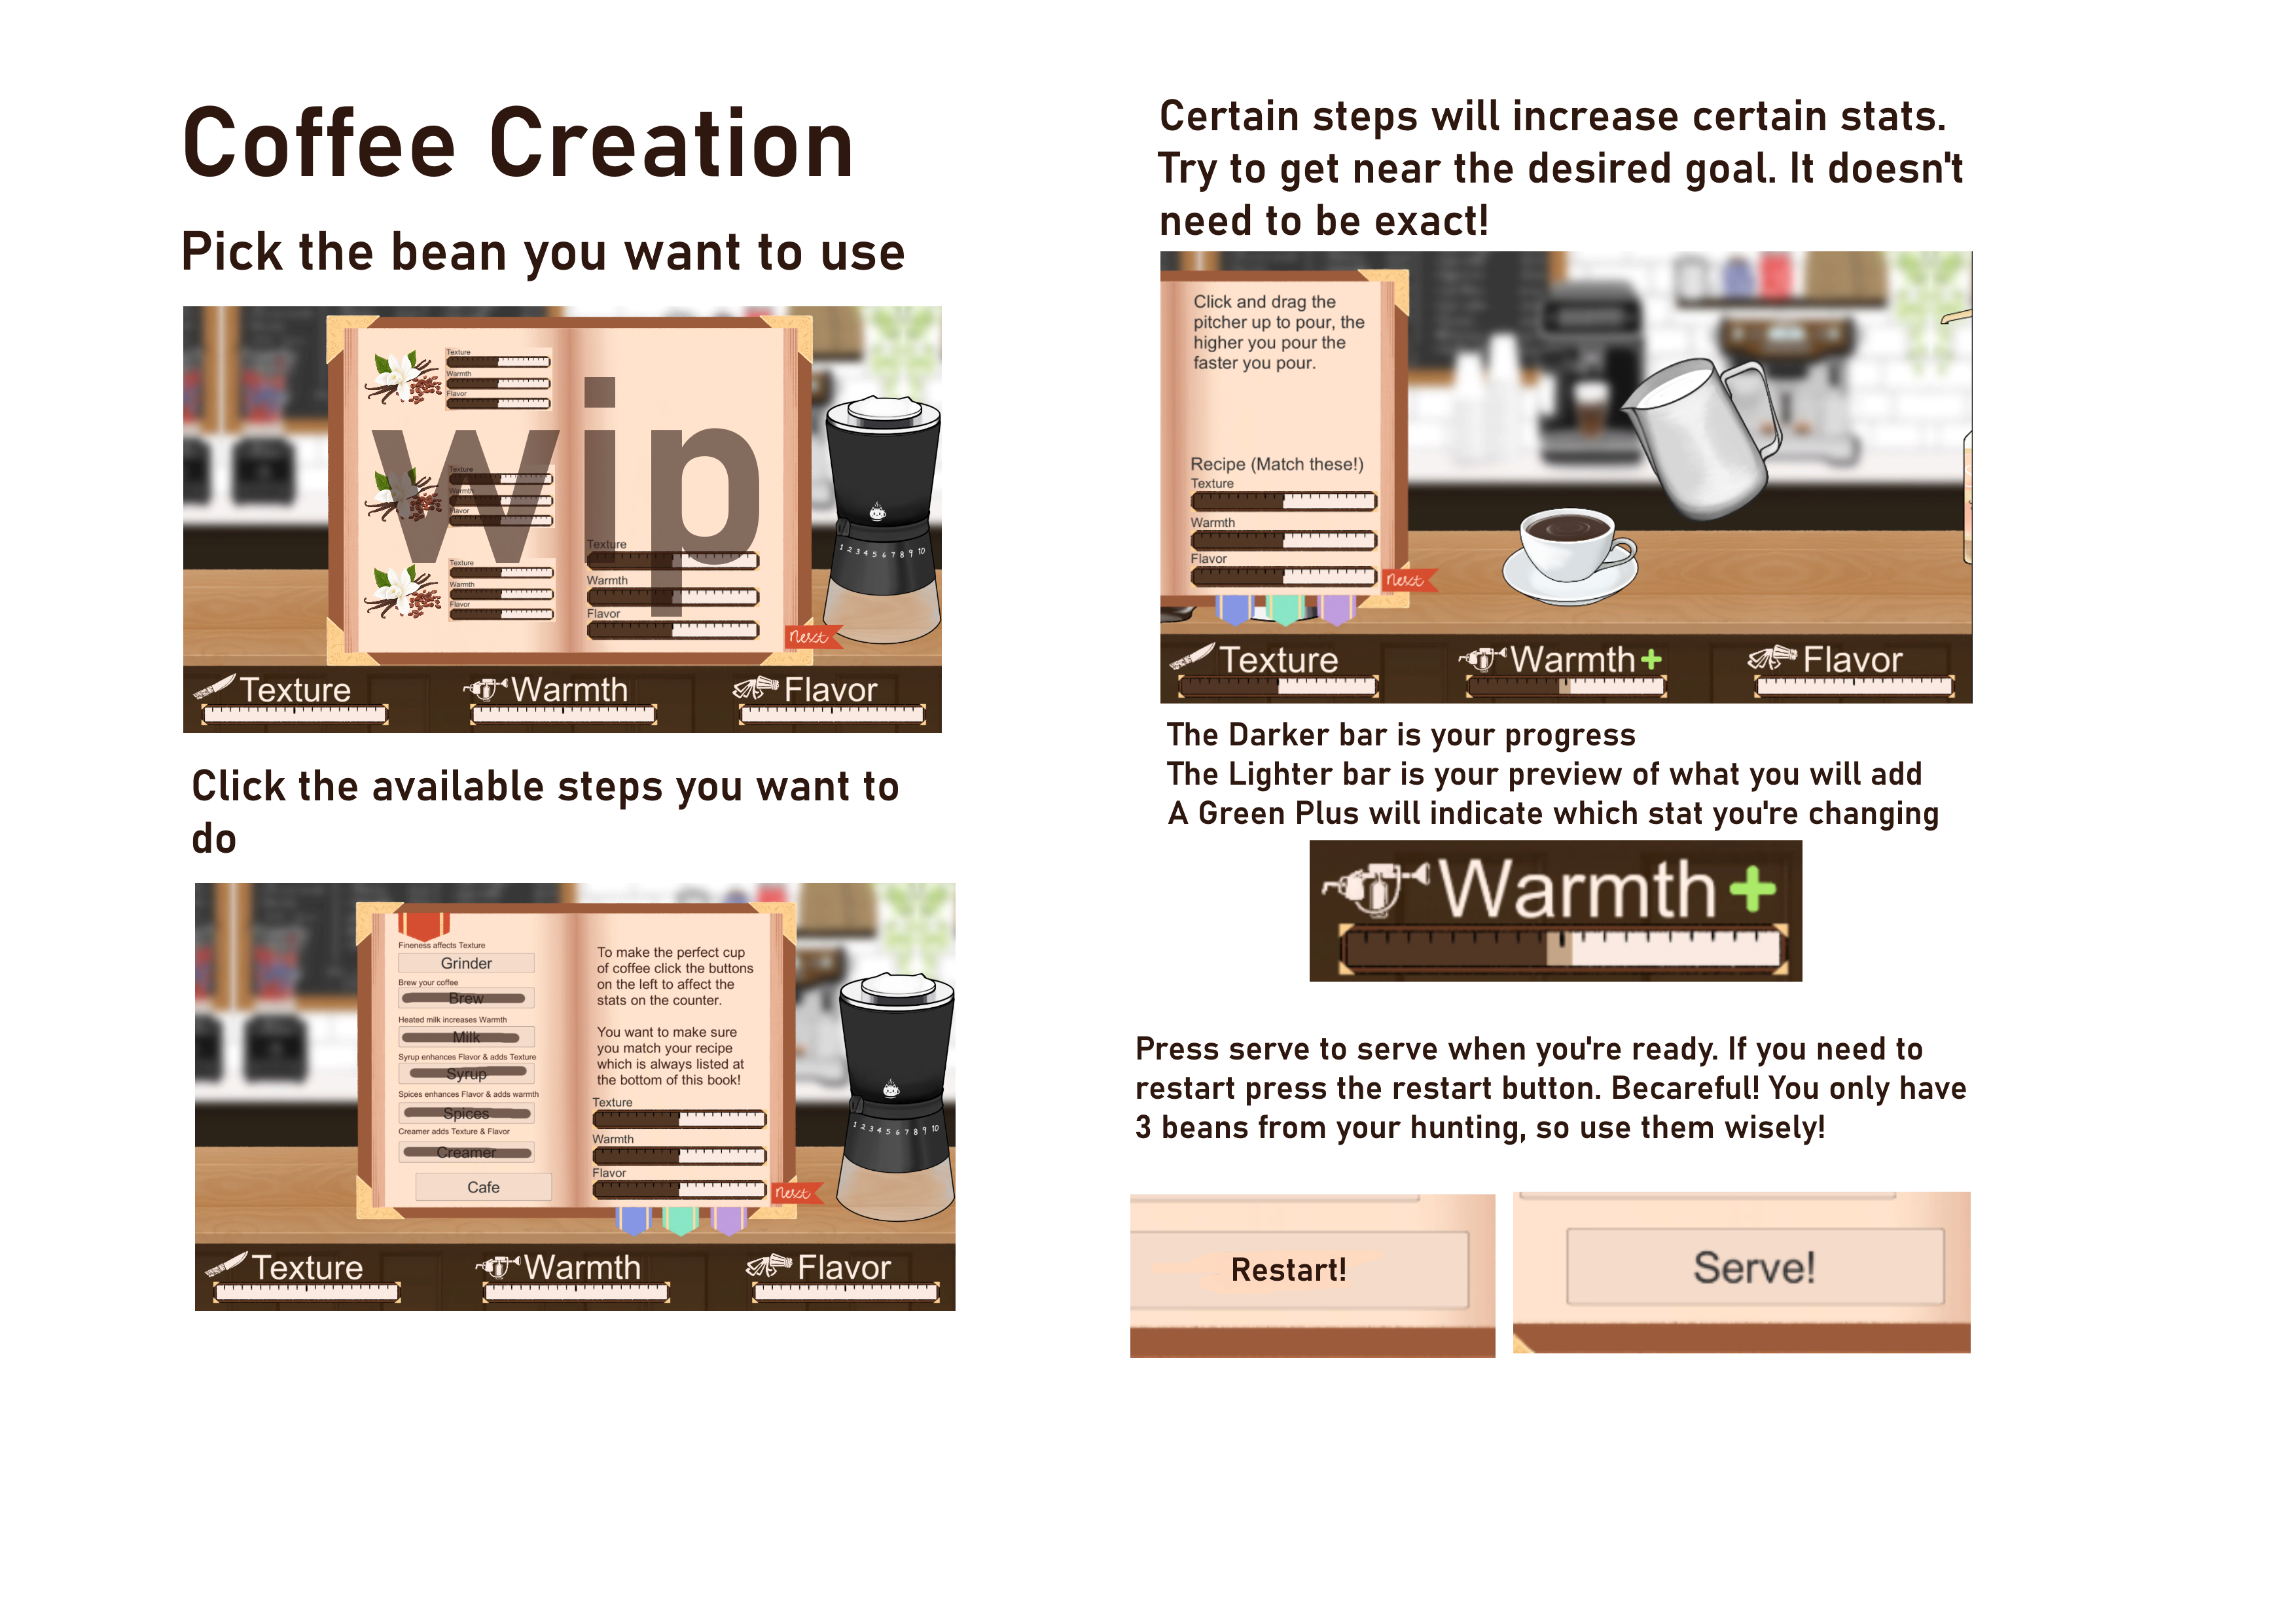 Coffee Creation
Pick the bean you want to use
Texture
Warmth
Flavor
Texture
Warmth
Flavor
Texture
Warmth
Flavor
wip
Texture
Warmth
Flavor
next
1 2 3 4 5 6 7 8 9 10
Texture
Warmth
Flavor
Click the available steps you want to
do
Fineness affects Texture
Grinder
Brew your coffee
Brew
Heated milk increases Warmth
Milk
Syrup enhances Flavor & adds Texture
Syrup
Spices enhances Flavor & adds warmth
Spices
Creamer adds Texture & Flavor
Creamer
Cafe
To make the perfect cup
of coffee click the buttons
on the left to affect the
stats on the counter.
You want to make sure
you match your recipe
which is always listed at
the bottom of this book!
Texture
Warmth
Flavor
next
1 2 3 4 5 6 7 8 9 10
Texture
Warmth
Flavor
Certain steps will increase certain stats.
Try to get near the desired goal. It doesn't
need to be exact!
Click and drag the
pitcher up to pour, the
higher you pour the
faster you pour.
Recipe (Match these!)
Texture
Warmth
Flavor
next
Texture
Warmth+
Flavor
The Darker bar is your progress
The Lighter bar is your preview of what you will add
A Green Plus will indicate which stat you're changing
Warmth+
Press serve to serve when you're ready. If you need to
restart press the restart button. Becareful! You only have
3 beans from your hunting, so use them wisely!
Restart!
Serve!